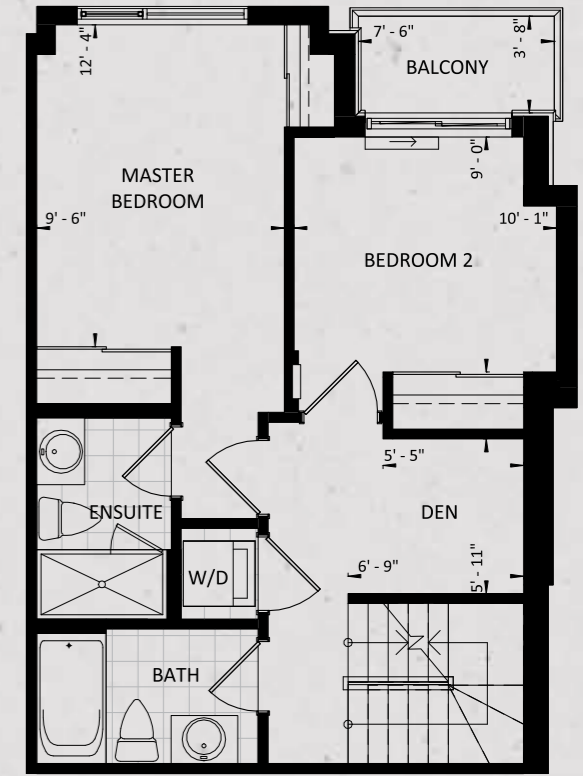 12' - 4"
7' - 6"
3' - 8"
BALCONY
MASTER
BEDROOM
9' - 0"
9' - 6"
10' - 1"
BEDROOM 2
5' - 5"
ENSUITE
DEN
6' - 9"
5' - 11"
W/D
BATH